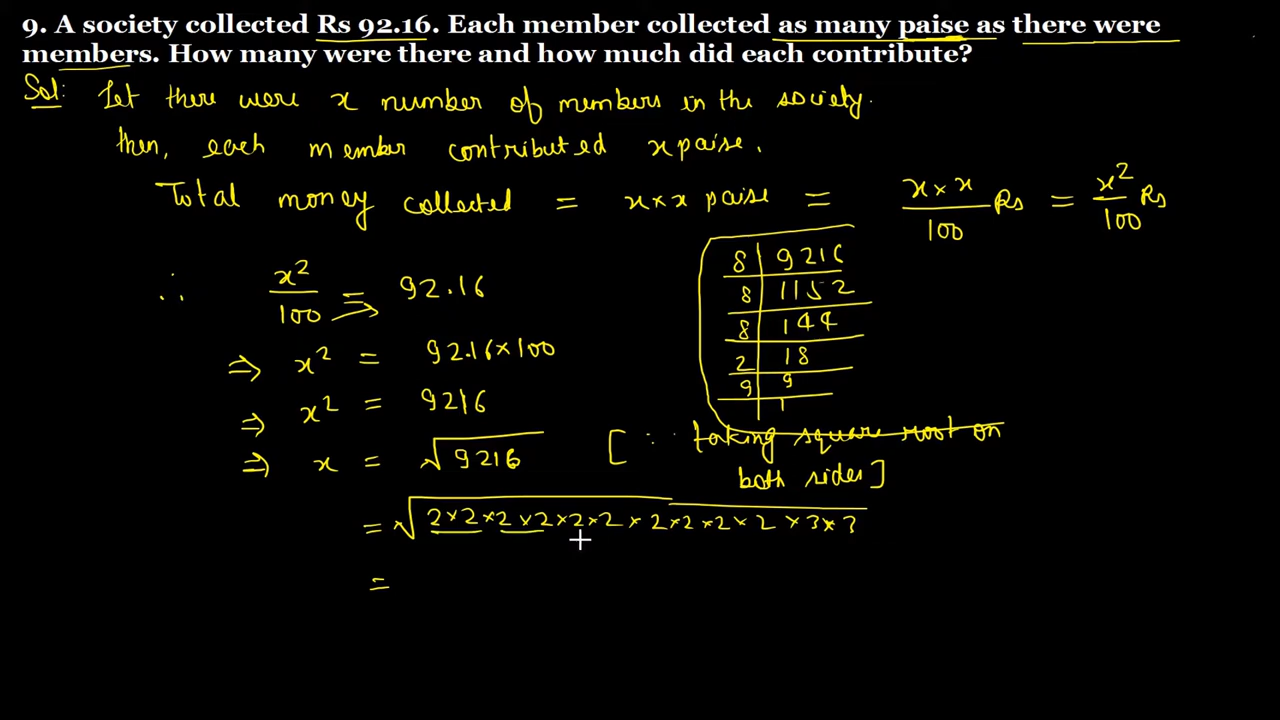 9. A society collected Rs 92.16. Each member collected as many paise as there were
members. How many were there and how much did each contribute?
Sol: Let there were x number of members in the society.
then, each member contributed x paise.
Total money collected = x×x paise = x×x/100 Rs = x²/100 Rs
∴ x²/100 = 92.16
⇒ x² = 92.16×100
⇒ x² = 9216
⇒ x = √9216 [∵ taking square root on
both sides]
= √2×2×2×2×2×2×2×2×2×2×3×3
=
8 | 9216
8 | 1152
8 | 144
2 | 18
9 | 9
| 1